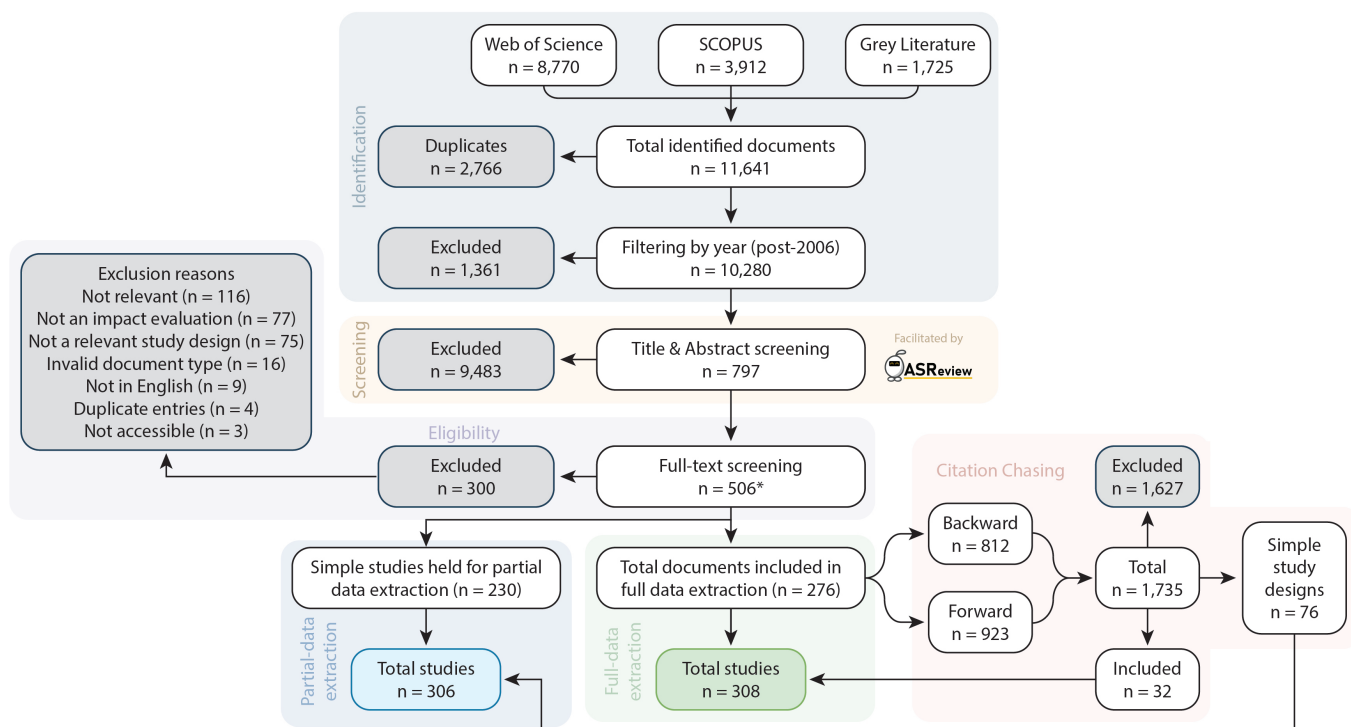 Web of Science
n = 8,770
SCOPUS
n = 3,912
Grey Literature
n = 1,725
Identification
Duplicates
n = 2,766
Total identified documents
n = 11,641
Excluded
n = 1,361
Filtering by year (post-2006)
n = 10,280
Exclusion reasons
Not relevant (n = 116)
Not an impact evaluation (n = 77)
Not a relevant study design (n = 75)
Invalid document type (n = 16)
Not in English (n = 9)
Duplicate entries (n = 4)
Not accessible (n = 3)
Screening
Excluded
n = 9,483
Title & Abstract screening
n = 797
Facilitated by
ASReview
Eligibility
Excluded
n = 300
Full-text screening
n = 506*
Citation Chasing
Excluded
n = 1,627
Backward
n = 812
Forward
n = 923
Total
n = 1,735
Simple
study
designs
n = 76
Included
n = 32
Simple studies held for partial
data extraction (n = 230)
Total documents included in
full data extraction (n = 276)
Partial-data
extraction
Total studies
n = 306
Full-data
extraction
Total studies
n = 308